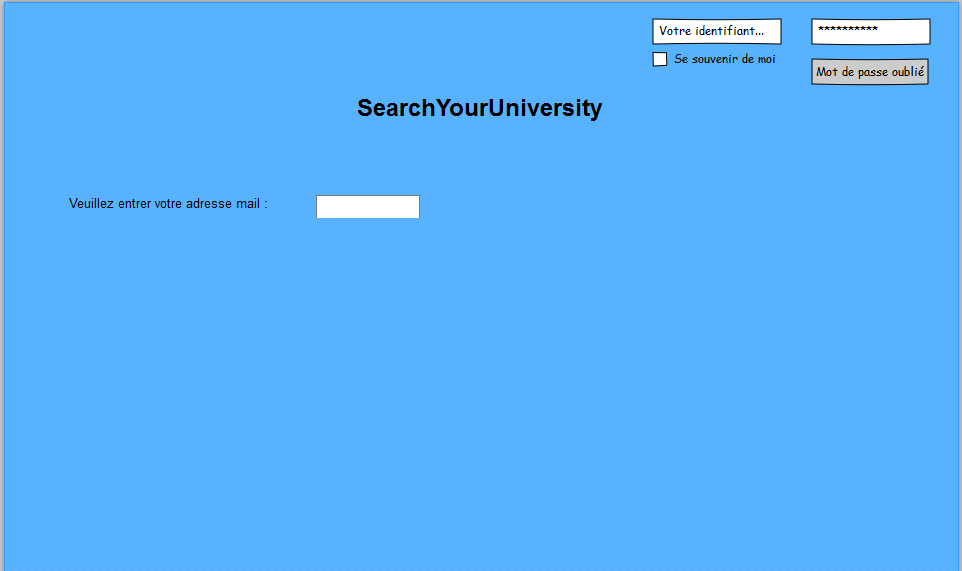 Votre identifiant...
**********
Se souvenir de moi
Mot de passe oublié
SearchYourUniversity
Veuillez entrer votre adresse mail :